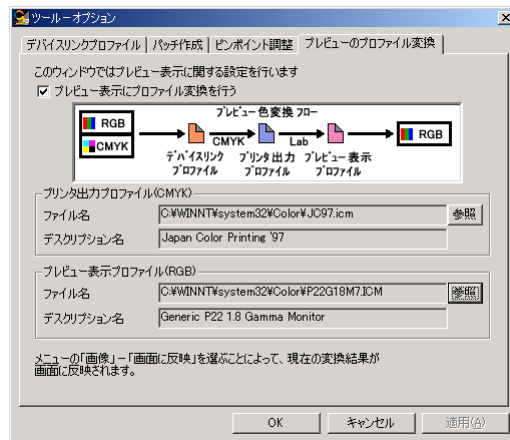 ツール－オプション
デバイスリンクプロファイル パッチ作成 ピンポイント調整 プレビューのプロファイル変換
このウィンドウではプレビュー表示に関する設定を行います
プレビュー表示にプロファイル変換を行う
プレビュー色変換フロー
RGB
CMYK
CMYK
Lab
RGB
デバイスリンク プリンタ出力 プレビュー表示
プロファイル プロファイル プロファイル
プリンタ出力プロファイル(CMYK)
ファイル名 C:¥WINNT¥system32¥Color¥JC97.icm 参照
デスクリプション名 Japan Color Printing '97
プレビュー表示プロファイル(RGB)
ファイル名 C:¥WINNT¥system32¥Color¥P22G18M7.ICM 参照
デスクリプション名 Generic P22 1.8 Gamma Monitor
メニューの「画像」－「画面に反映」を選ぶことによって、現在の変換結果が
画面に反映されます。
OK キャンセル 適用(A)